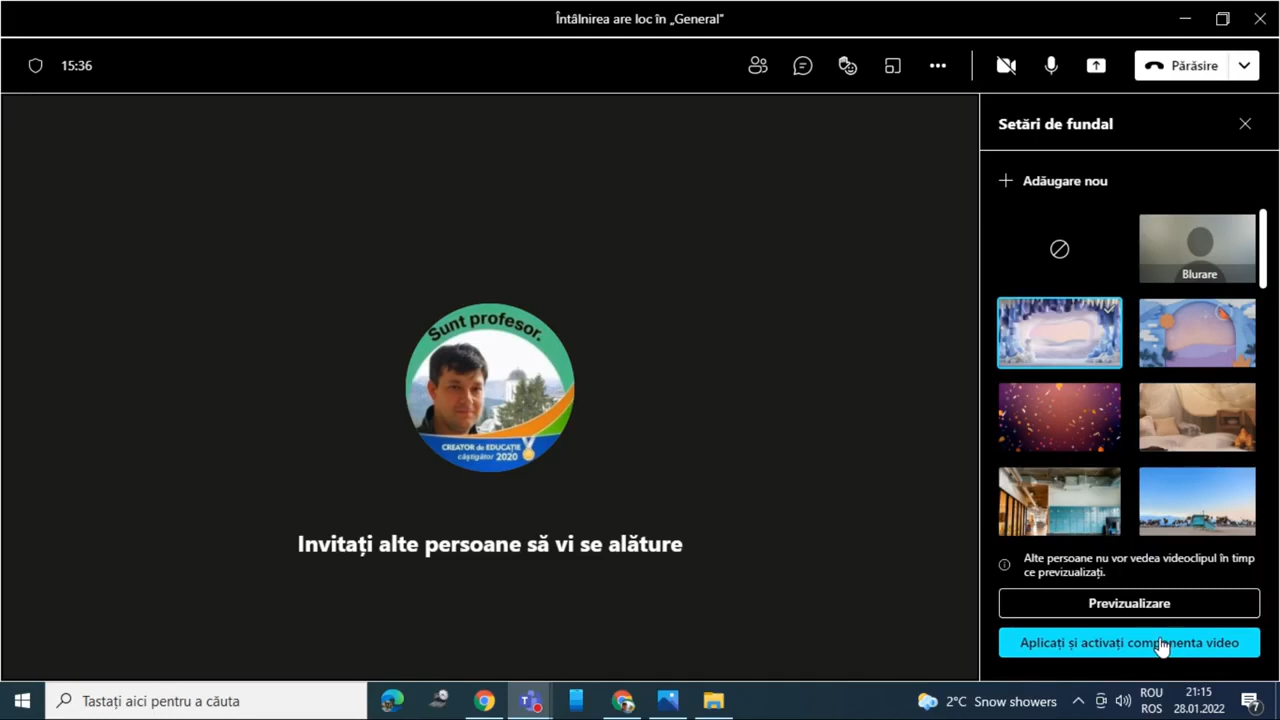 Întâlnirea are loc în „General”
15:36
Părăsire
Setări de fundal
Adăugare nou
Blurare
Sunt profesor.
CREATOR de EDUCAȚIE
câștigător 2020
Invitați alte persoane să vi se alăture
Alte persoane nu vor vedea videoclipul în timp
ce previzualizați.
Previzualizare
Aplicați și activați componenta video
Tastați aici pentru a căuta
2°C Snow showers
ROU
ROS
21:15
28.01.2022
7